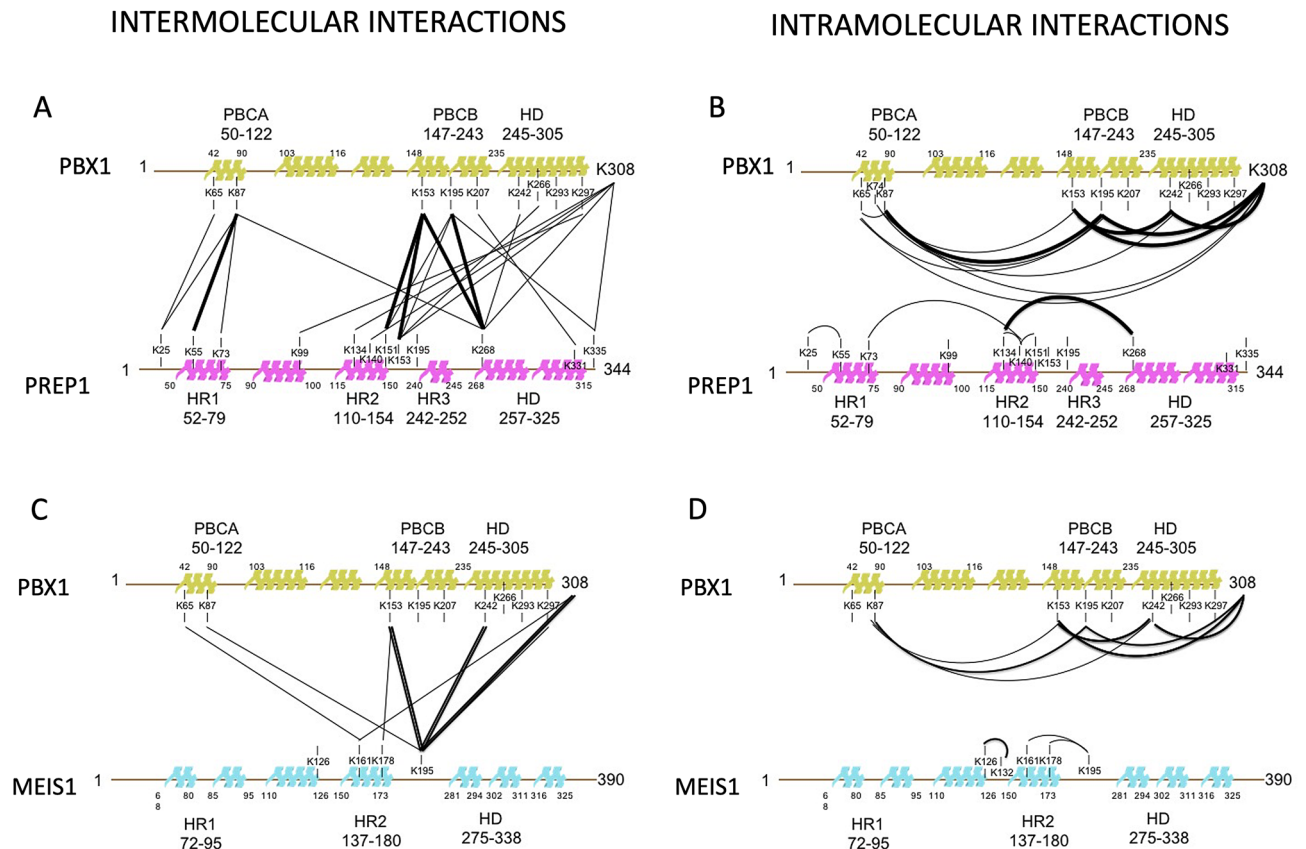 INTERMOLECULAR INTERACTIONS
INTRAMOLECULAR INTERACTIONS
A
PBCA
50-122
PBCB
147-243
HD
245-305
42 90 103 116 148 235
PBX1 1 K308
K65 K87 K153 K195 K207 K242 K266 K293 K297
K25 K55 K73 K99 K134 K140 K151 K153 K195 K268 K331 K335
PREP1 1 344
50 75 90 100 115 150 240 245 268 315
HR1
52-79
HR2
110-154
HR3
242-252
HD
257-325
B
PBCA
50-122
PBCB
147-243
HD
245-305
42 90 103 116 148 235
PBX1 1 K308
K65 K74 K87 K153 K195 K207 K242 K266 K293 K297
K25 K55 K73 K99 K134 K140 K151 K153 K195 K268 K331 K335
PREP1 1 344
50 75 90 100 115 150 240 245 268 315
HR1
52-79
HR2
110-154
HR3
242-252
HD
257-325
C
PBCA
50-122
PBCB
147-243
HD
245-305
42 90 103 116 148 235
PBX1 1 308
K65 K87 K153 K195 K207 K242 K266 K293 K297
K126 K161 K178 K195
MEIS1 1 390
6 80 85 95 110 126 150 173 281 294 302 311 316 325
8
HR1
72-95
HR2
137-180
HD
275-338
D
PBCA
50-122
PBCB
147-243
HD
245-305
42 90 103 116 148 235
PBX1 1 308
K65 K87 K153 K195 K207 K242 K266 K293 K297
K126 K132 K161 K178 K195
MEIS1 1 390
6 80 85 95 110 126 150 173 281 294 302 311 316 325
8
HR1
72-95
HR2
137-180
HD
275-338